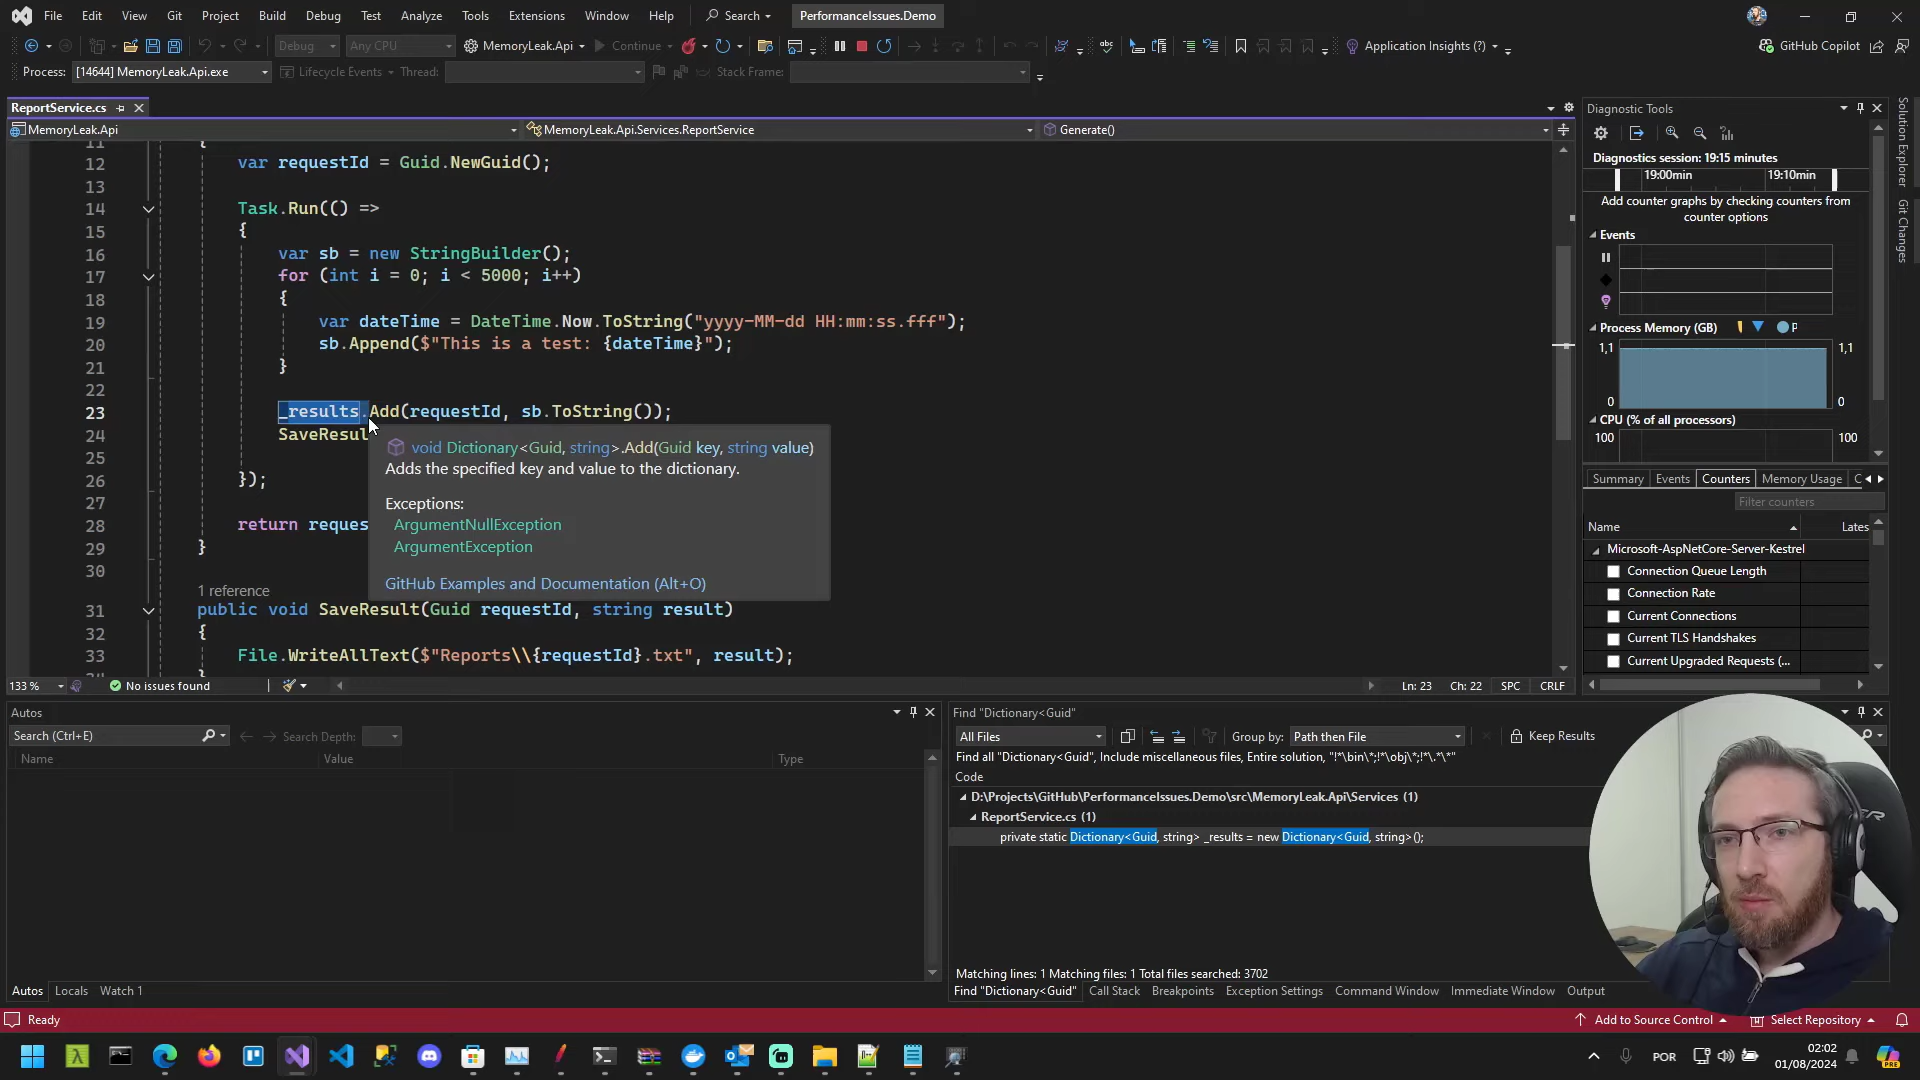 File Edit View Git Project Build Debug Test Analyze Tools Extensions Window Help Search PerformanceIssues.Demo
Debug Any CPU MemoryLeak.Api Continue Application Insights (?) GitHub Copilot
Process: [14644] MemoryLeak.Api.exe Lifecycle Events Thread: Stack Frame:
ReportService.cs
MemoryLeak.Api MemoryLeak.Api.Services.ReportService Generate()
11 {
12 var requestId = Guid.NewGuid();
13
14 Task.Run(() =>
15 {
16 var sb = new StringBuilder();
17 for (int i = 0; i < 5000; i++)
18 {
19 var dateTime = DateTime.Now.ToString("yyyy-MM-dd HH:mm:ss.fff");
20 sb.Append($"This is a test: {dateTime}");
21 }
22
23 _results.Add(requestId, sb.ToString());
24 SaveResul
25
26 });
27
28 return reques
29 }
30
1 reference
31 public void SaveResult(Guid requestId, string result)
32 {
33 File.WriteAllText($"Reports\\{requestId}.txt", result);
void Dictionary<Guid, string>.Add(Guid key, string value)
Adds the specified key and value to the dictionary.
Exceptions:
ArgumentNullException
ArgumentException
GitHub Examples and Documentation (Alt+O)
133 % No issues found Ln: 23 Ch: 22 SPC CRLF
Diagnostic Tools
Diagnostics session: 19:15 minutes
19:00min 19:10min
Add counter graphs by checking counters from
counter options
Events
Process Memory (GB) P
1,1 1,1
0 0
CPU (% of all processors)
100 100
Summary Events Counters Memory Usage C
Filter counters
Name Lates
Microsoft-AspNetCore-Server-Kestrel
Connection Queue Length
Connection Rate
Current Connections
Current TLS Handshakes
Current Upgraded Requests (...
Solution Explorer
Git Changes
Autos
Search (Ctrl+E) Search Depth:
Name Value Type
Autos Locals Watch 1
Find "Dictionary<Guid"
All Files Group by: Path then File Keep Results
Find all "Dictionary<Guid", Include miscellaneous files, Entire solution, "!*\bin\*;!*\obj\*;!*\.*\*"
Code
D:\Projects\GitHub\PerformanceIssues.Demo\src\MemoryLeak.Api\Services (1)
ReportService.cs (1)
private static Dictionary<Guid, string> _results = new Dictionary<Guid, string>();
Matching lines: 1 Matching files: 1 Total files searched: 3702
Find "Dictionary<Guid" Call Stack Breakpoints Exception Settings Command Window Immediate Window Output
Ready Add to Source Control Select Repository
POR 02:02
01/08/2024